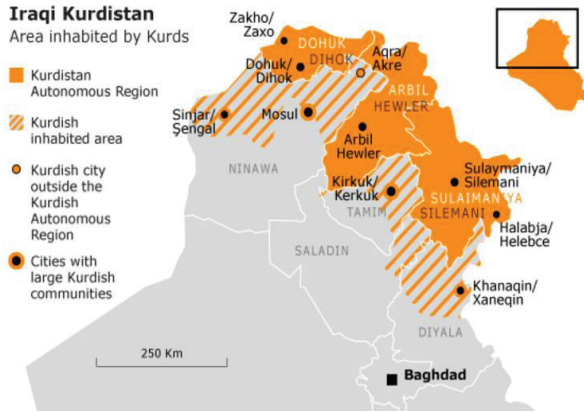 Iraqi Kurdistan
Area inhabited by Kurds
Kurdistan
Autonomous Region
Kurdish
inhabited area
Kurdish city
outside the
Kurdish
Autonomous
Region
Cities with
large Kurdish
communities
250 Km
Zakho/
Zaxo
DOHUK
DIHOK
Dohuk/
Dihok
Aqra/
Akre
ARBIL
HEWLER
Sinjar/
Şengal
Mosul
Arbil
Hewler
NINAWA
Kirkuk/
Kerkuk
TAMIM
Sulaymaniya/
Silemani
SULAIMANIYA
SILEMANI
Halabja/
Helebce
SALADIN
Khanaqin/
Xaneqin
DIYALA
Baghdad